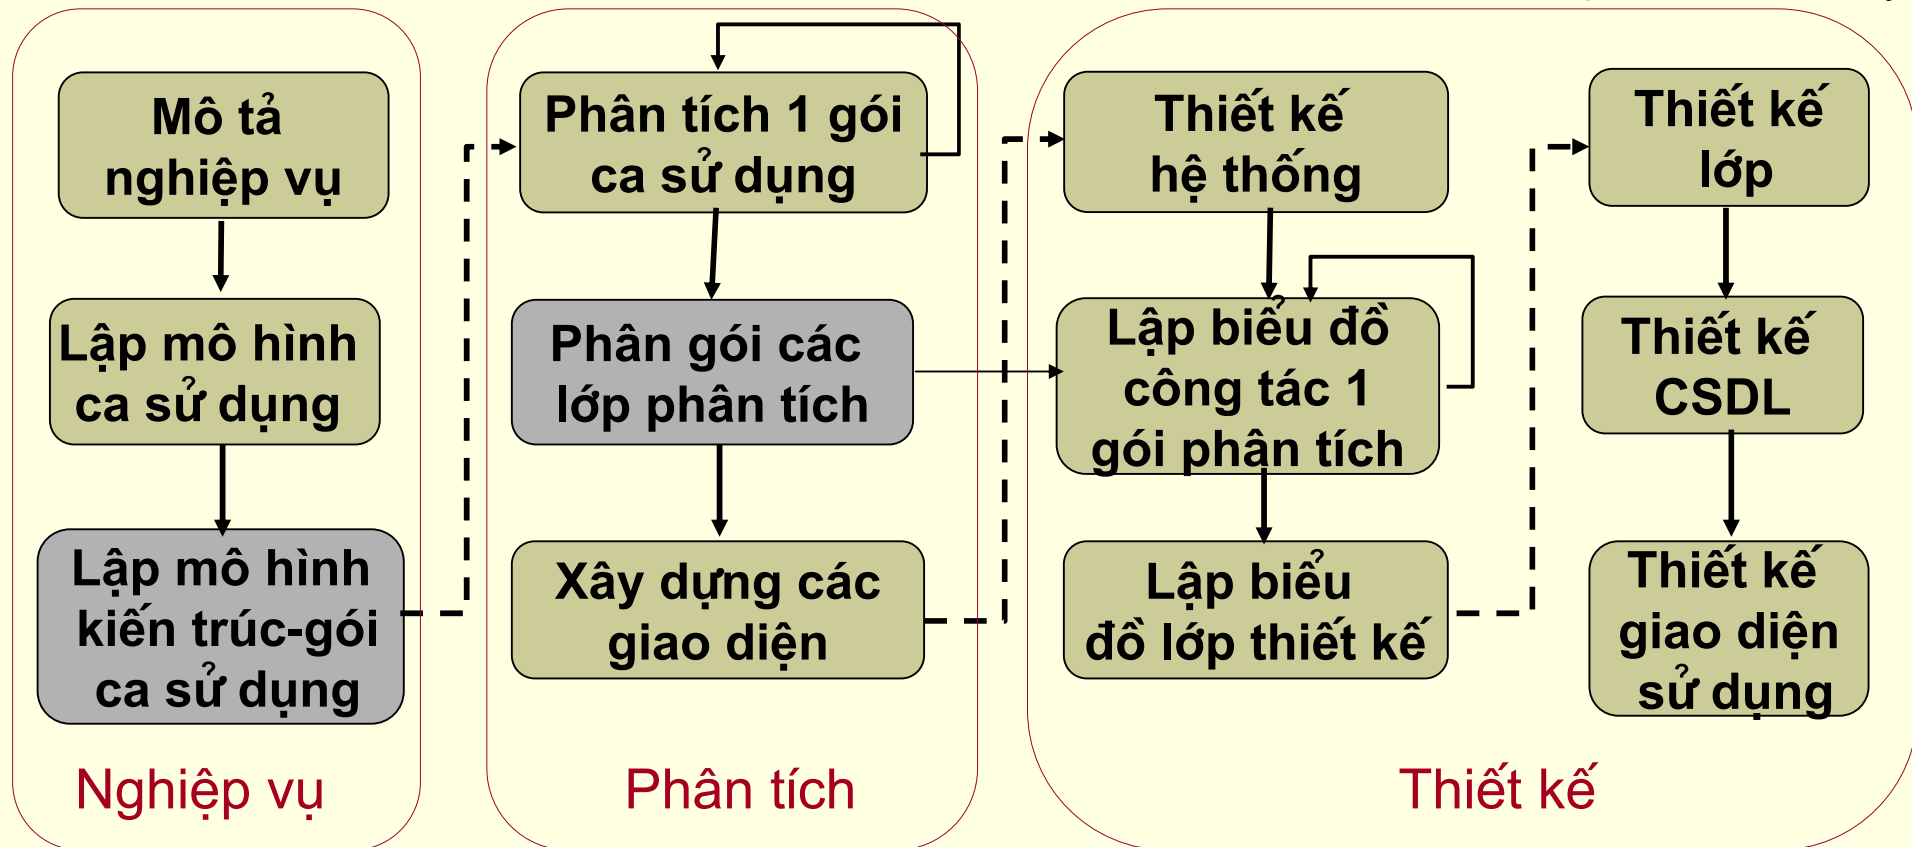 Mô tả
nghiệp vụ
Lập mô hình
ca sử dụng
Lập mô hình
kiến trúc-gói
ca sử dụng
Nghiệp vụ
Phân tích 1 gói
ca sử dụng
Phân gói các
lớp phân tích
Xây dựng các
giao diện
Phân tích
Thiết kế
hệ thống
Lập biểu đồ
công tác 1
gói phân tích
Lập biểu
đồ lớp thiết kế
Thiết kế
lớp
Thiết kế
CSDL
Thiết kế
giao diện
sử dụng
Thiết kế